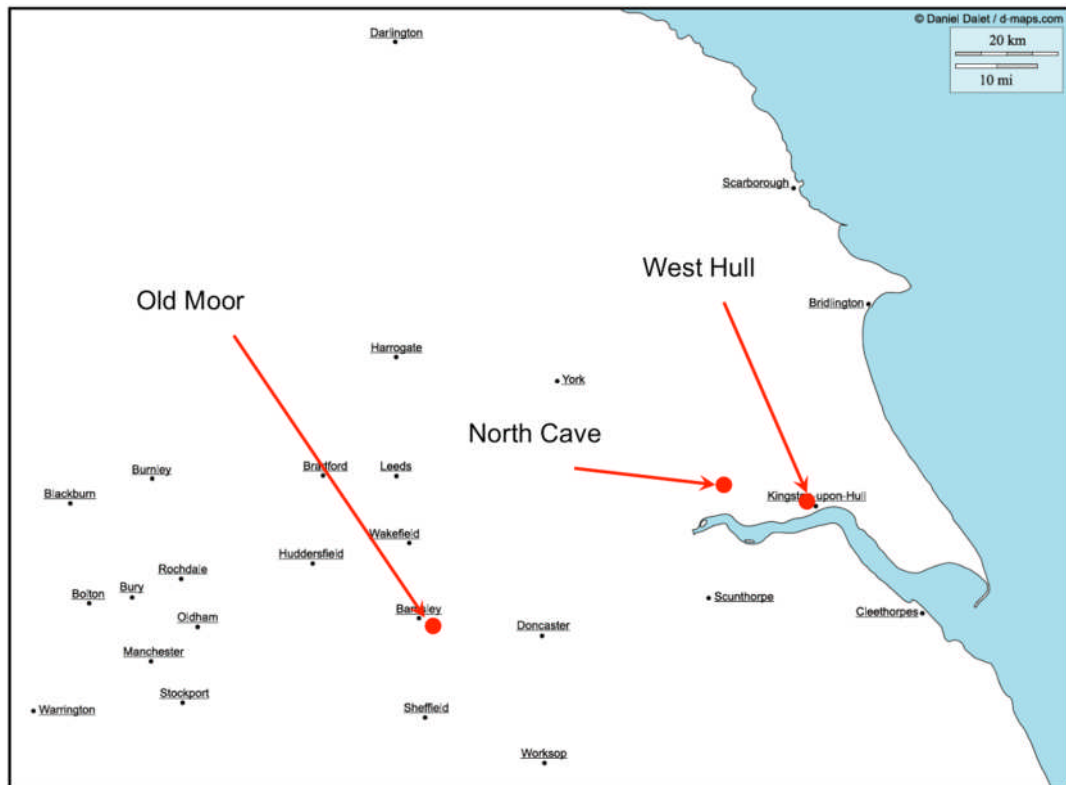 © Daniel Dalet / d-maps.com
20 km
10 mi
Darlington
Scarborough
West Hull
Old Moor
Bridlington
Harrogate
York
North Cave
Burnley
Bradford
Leeds
Blackburn
Kingston-upon-Hull
Wakefield
Huddersfield
Rochdale
Bury
Bolton
Scunthorpe
Barnsley
Cleethorpes
Oldham
Doncaster
Manchester
Stockport
Warrington
Sheffield
Worksop